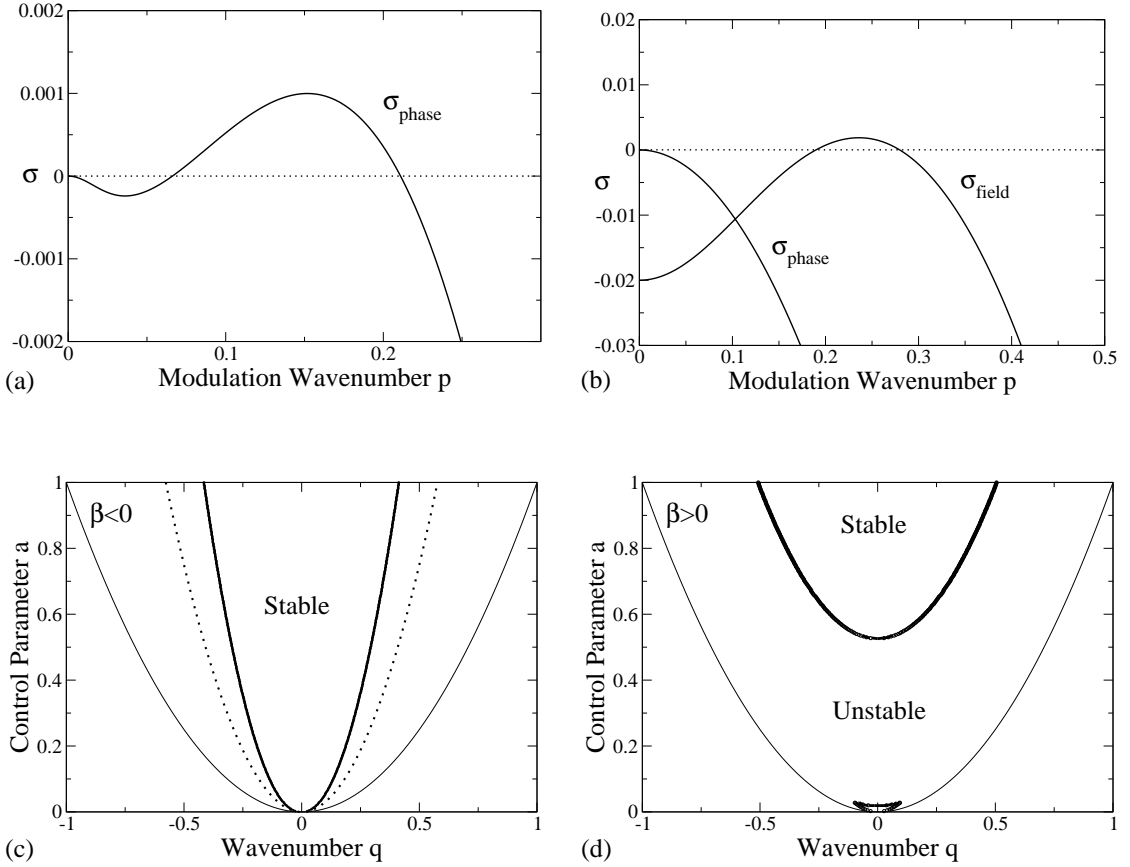 0.002
0.001
0
-0.001
-0.002
σ
σphase
0
0.1
0.2
(a)
Modulation Wavenumber p
0.02
0.01
0
-0.01
-0.02
-0.03
σ
σfield
σphase
0
0.1
0.2
0.3
0.4
0.5
(b)
Modulation Wavenumber p
1
0.8
0.6
0.4
0.2
0
Control Parameter a
β<0
Stable
-1
-0.5
0
0.5
1
(c)
Wavenumber q
1
0.8
0.6
0.4
0.2
0
Control Parameter a
β>0
Stable
Unstable
-1
-0.5
0
0.5
1
(d)
Wavenumber q